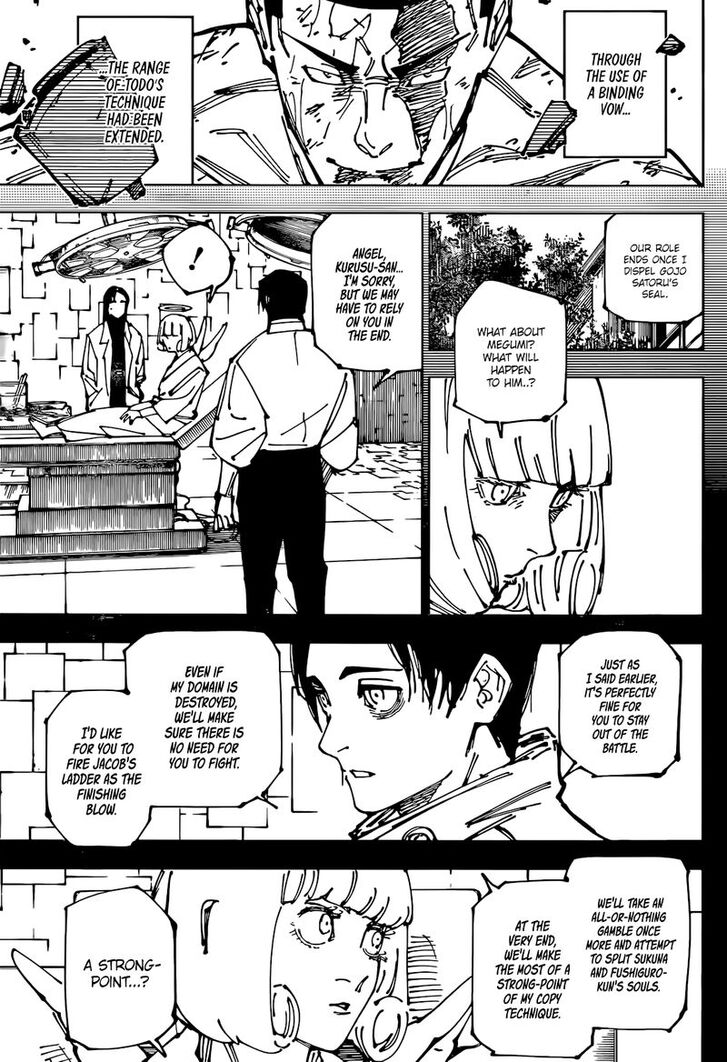 THROUGH
THE USE OF
A BINDING
VOW...
...THE RANGE
OF TODO'S
TECHNIQUE
HAD BEEN
EXTENDED.
OUR ROLE
ENDS ONCE I
DISPEL GOJO
SATORU'S
SEAL.
WHAT ABOUT
MEGUMI?
WHAT WILL
HAPPEN
TO HIM..?
ANGEL,
KURUSU-SAN...
I'M SORRY,
BUT WE MAY
HAVE TO RELY
ON YOU IN
THE END.
!
JUST AS
I SAID EARLIER,
IT'S PERFECTLY
FINE FOR
YOU TO STAY
OUT OF THE
BATTLE.
EVEN IF
MY DOMAIN IS
DESTROYED,
WE'LL MAKE
SURE THERE IS
NO NEED FOR
YOU TO FIGHT.
I'D LIKE
FOR YOU TO
FIRE JACOB'S
LADDER AS THE
FINISHING
BLOW.
WE'LL TAKE AN
ALL-OR-NOTHING
GAMBLE ONCE
MORE AND ATTEMPT
TO SPLIT SUKUNA
AND FUSHIGURO-
KUN'S SOULS.
AT THE
VERY END,
WE'LL MAKE
THE MOST OF A
STRONG-POINT
OF MY COPY
TECHNIQUE.
A STRONG-
POINT...?